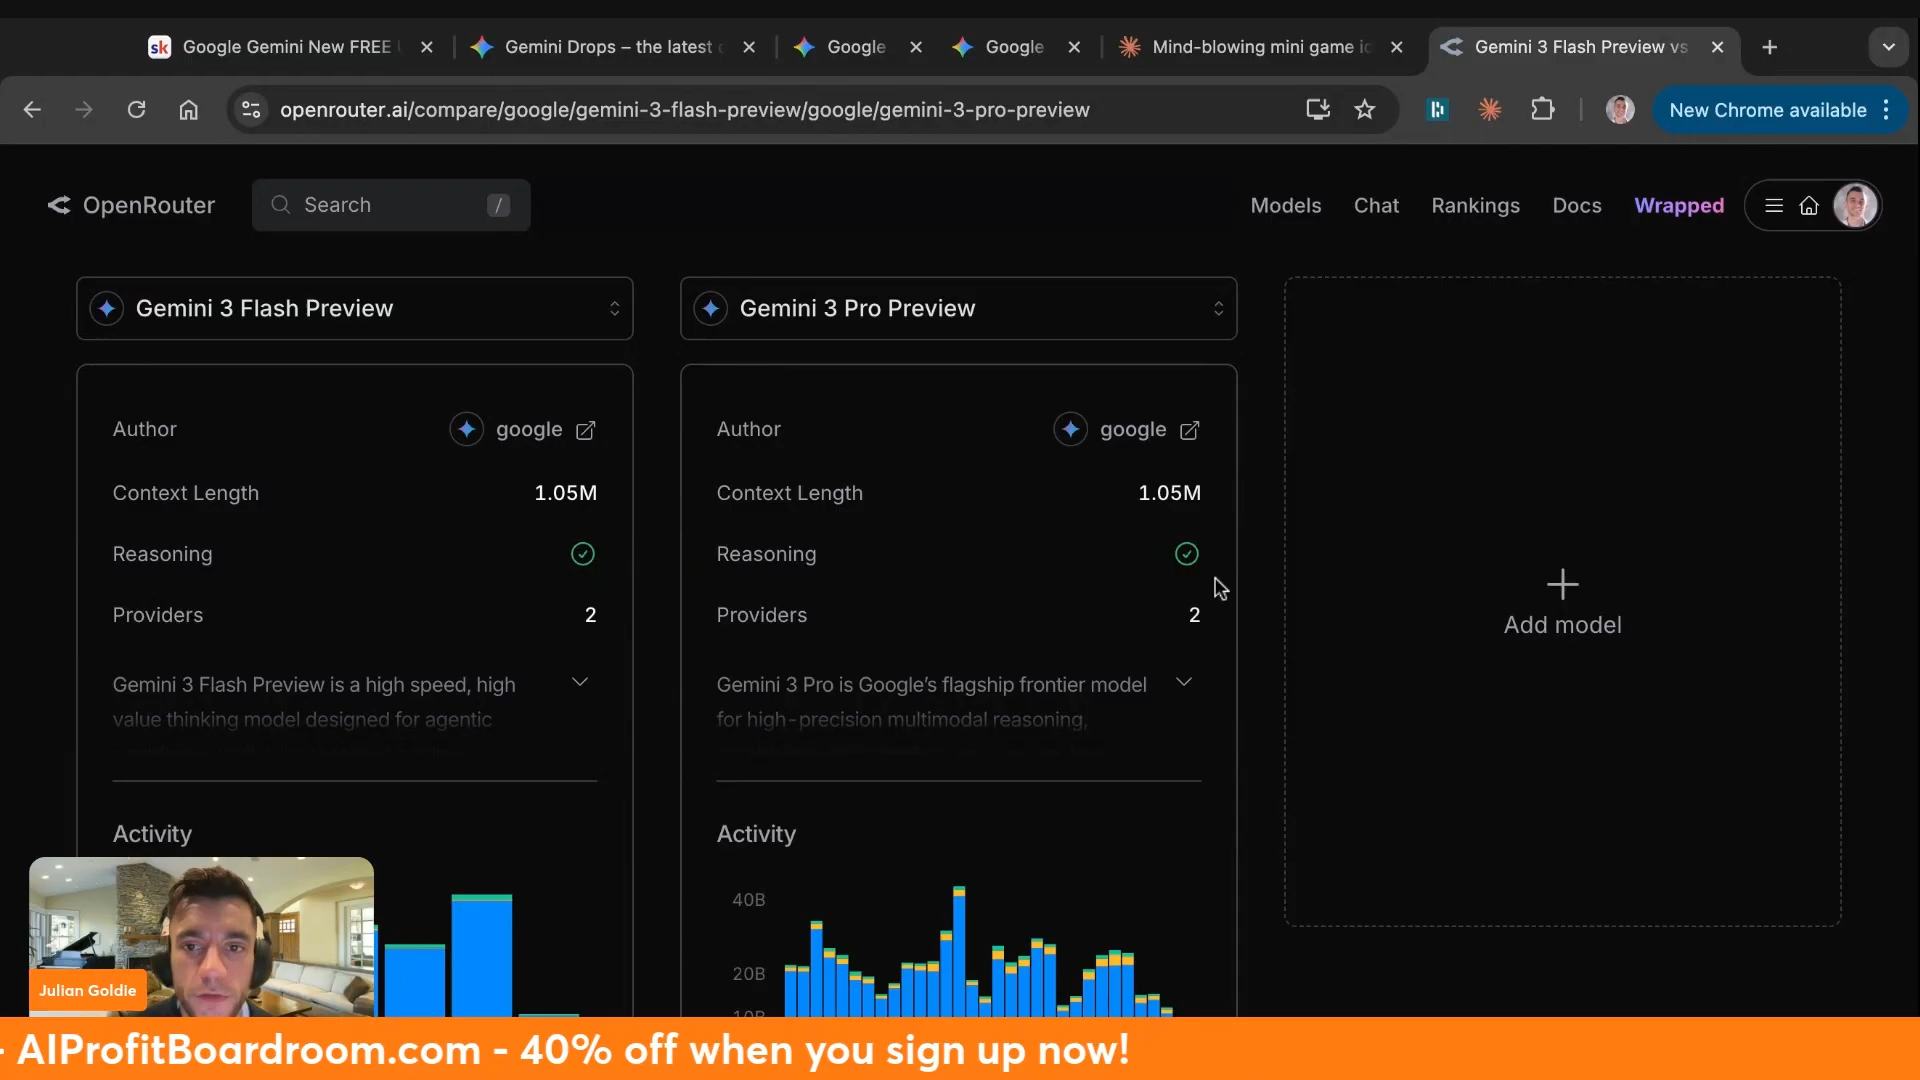 sk Google Gemini New FREE
Gemini Drops – the latest
Google
Google
Mind-blowing mini game
Gemini 3 Flash Preview vs
openrouter.ai/compare/google/gemini-3-flash-preview/google/gemini-3-pro-preview
New Chrome available
OpenRouter
Search
/
Models
Chat
Rankings
Docs
Wrapped
Gemini 3 Flash Preview
Author
google
Context Length
1.05M
Reasoning
Providers
2
Gemini 3 Flash Preview is a high speed, high
value thinking model designed for agentic
Activity
Gemini 3 Pro Preview
Author
google
Context Length
1.05M
Reasoning
Providers
2
Gemini 3 Pro is Google's flagship frontier model
for high-precision multimodal reasoning,
Activity
40B
20B
10B
Add model
Julian Goldie
- AIProfitBoardroom.com - 40% off when you sign up now!